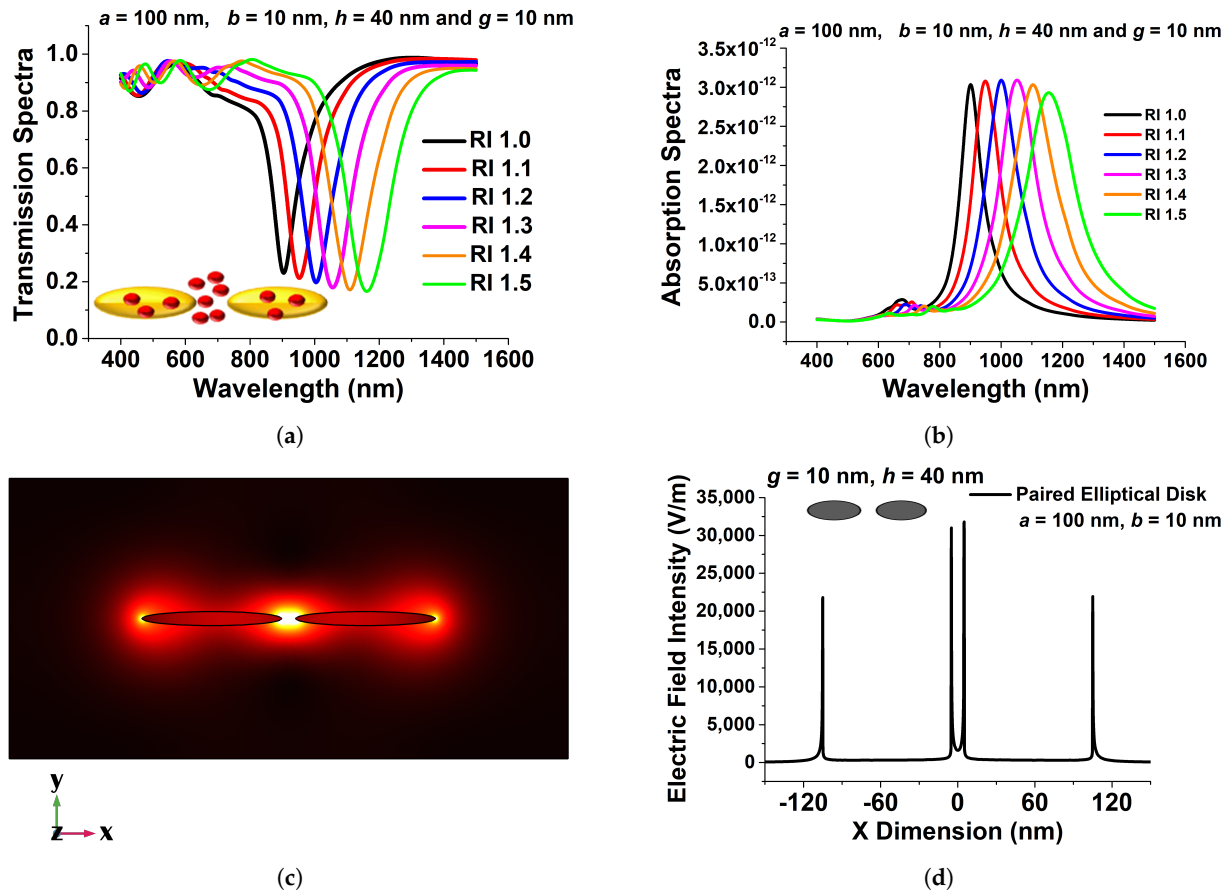 a = 100 nm, b = 10 nm, h = 40 nm and g = 10 nm
Transmission Spectra
1.0
0.8
0.6
0.4
0.2
0.0
RI 1.0
RI 1.1
RI 1.2
RI 1.3
RI 1.4
RI 1.5
400 600 800 1000 1200 1400 1600
Wavelength (nm)
(a)
a = 100 nm, b = 10 nm, h = 40 nm and g = 10 nm
Absorption Spectra
3.5x10⁻¹²
3.0x10⁻¹²
2.5x10⁻¹²
2.0x10⁻¹²
1.5x10⁻¹²
1.0x10⁻¹²
5.0x10⁻¹³
0.0
RI 1.0
RI 1.1
RI 1.2
RI 1.3
RI 1.4
RI 1.5
400 600 800 1000 1200 1400 1600
Wavelength (nm)
(b)
y
z x
(c)
g = 10 nm, h = 40 nm
Electric Field Intensity (V/m)
35,000
30,000
25,000
20,000
15,000
10,000
5,000
0
Paired Elliptical Disk
a = 100 nm, b = 10 nm
-120 -60 0 60 120
X Dimension (nm)
(d)